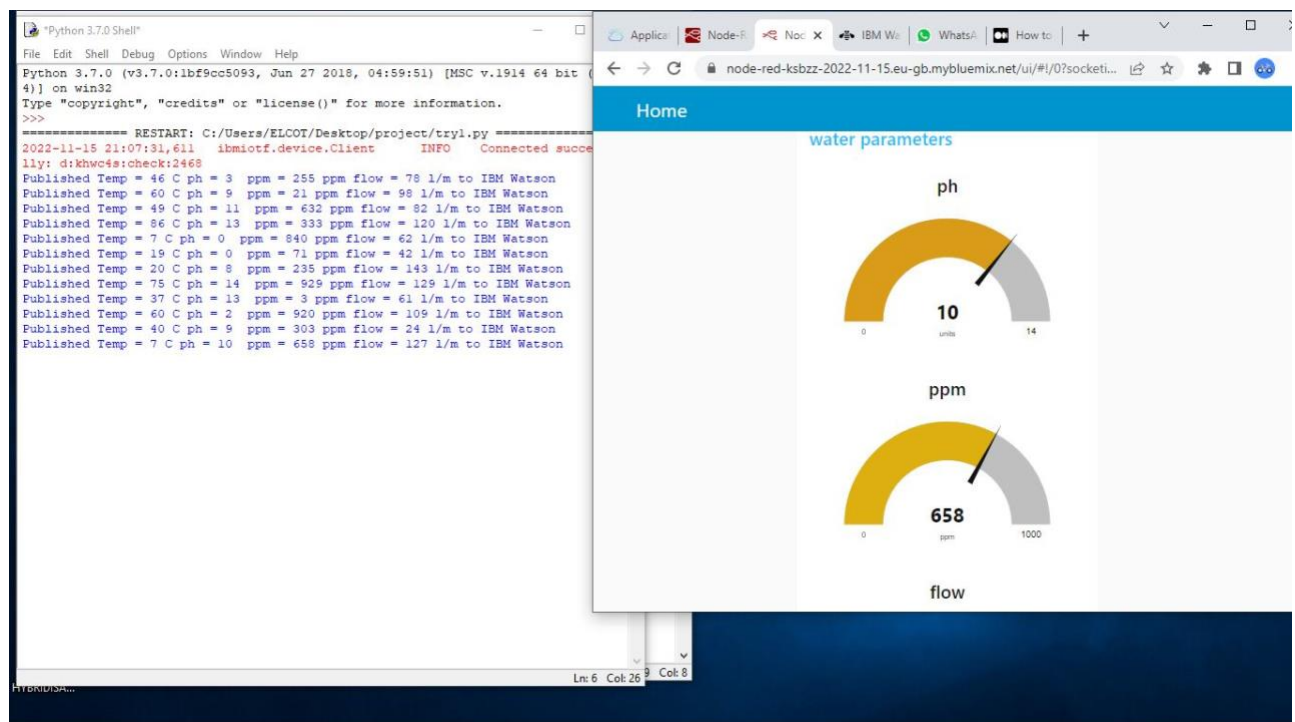 *Python 3.7.0 Shell*
File Edit Shell Debug Options Window Help
Python 3.7.0 (v3.7.0:1bf9cc5093, Jun 27 2018, 04:59:51) [MSC v.1914 64 bit (
4)] on win32
Type "copyright", "credits" or "license()" for more information.
>>>
============== RESTART: C:/Users/ELCOT/Desktop/project/try1.py =============
2022-11-15 21:07:31,611 ibmiotf.device.Client INFO Connected succe
lly: d:khwc4s:check:2468
Published Temp = 46 C ph = 3 ppm = 255 ppm flow = 78 l/m to IBM Watson
Published Temp = 60 C ph = 9 ppm = 21 ppm flow = 98 l/m to IBM Watson
Published Temp = 49 C ph = 11 ppm = 632 ppm flow = 82 l/m to IBM Watson
Published Temp = 86 C ph = 13 ppm = 333 ppm flow = 120 l/m to IBM Watson
Published Temp = 7 C ph = 0 ppm = 840 ppm flow = 62 l/m to IBM Watson
Published Temp = 19 C ph = 0 ppm = 71 ppm flow = 42 l/m to IBM Watson
Published Temp = 20 C ph = 8 ppm = 235 ppm flow = 143 l/m to IBM Watson
Published Temp = 75 C ph = 14 ppm = 929 ppm flow = 129 l/m to IBM Watson
Published Temp = 37 C ph = 13 ppm = 3 ppm flow = 61 l/m to IBM Watson
Published Temp = 60 C ph = 2 ppm = 920 ppm flow = 109 l/m to IBM Watson
Published Temp = 40 C ph = 9 ppm = 303 ppm flow = 24 l/m to IBM Watson
Published Temp = 7 C ph = 10 ppm = 658 ppm flow = 127 l/m to IBM Watson
Ln: 6 Col: 26
9 Col: 8
Applica Node-R Noc IBM Wa WhatsA How to
node-red-ksbzz-2022-11-15.eu-gb.mybluemix.net/ui/#!/0?socketi...
Home
water parameters
ph
10
units
0 14
ppm
658
ppm
0 1000
flow